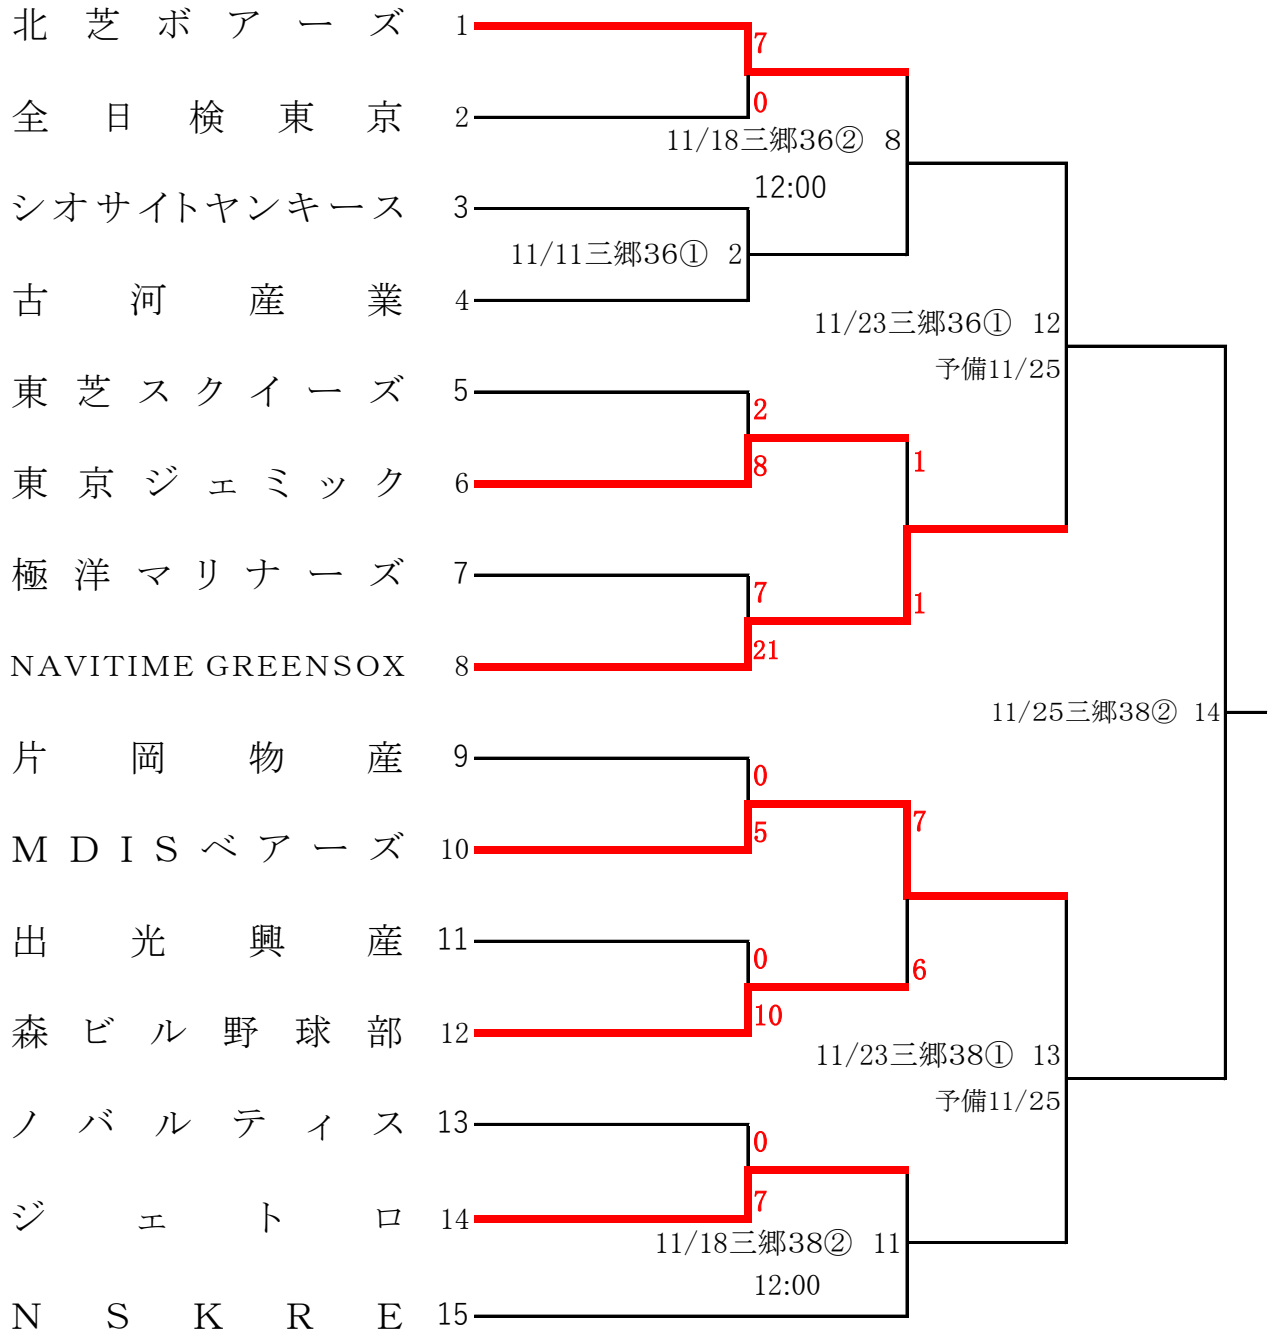 北芝ボアーズ 1
7
0
全日検東京 2
11/18三郷36② 8
12:00
シオサイトヤンキース 3
11/11三郷36① 2
古河産業 4
11/23三郷36① 12
予備11/25
東芝スクイーズ 5
2
8
1
東京ジェミック 6
極洋マリナーズ 7
7
1
21
NAVITIME GREENSOX 8
11/25三郷38② 14
片岡物産 9
0
7
5
MDISベアーズ 10
出光興産 11
0
6
10
森ビル野球部 12
11/23三郷38① 13
予備11/25
ノバルティス 13
0
7
ジェトロ 14
11/18三郷38② 11
12:00
NSKRE 15